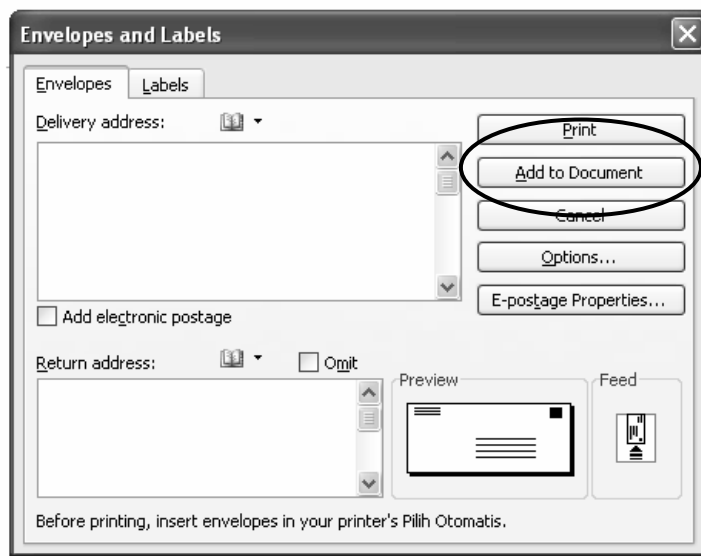 Envelopes and Labels
Envelopes
Labels
Delivery address:
Print
Add to Document
Cancel
Options...
E-postage Properties...
Add electronic postage
Return address:
Omit
Preview
Feed
Before printing, insert envelopes in your printer's Pilih Otomatis.